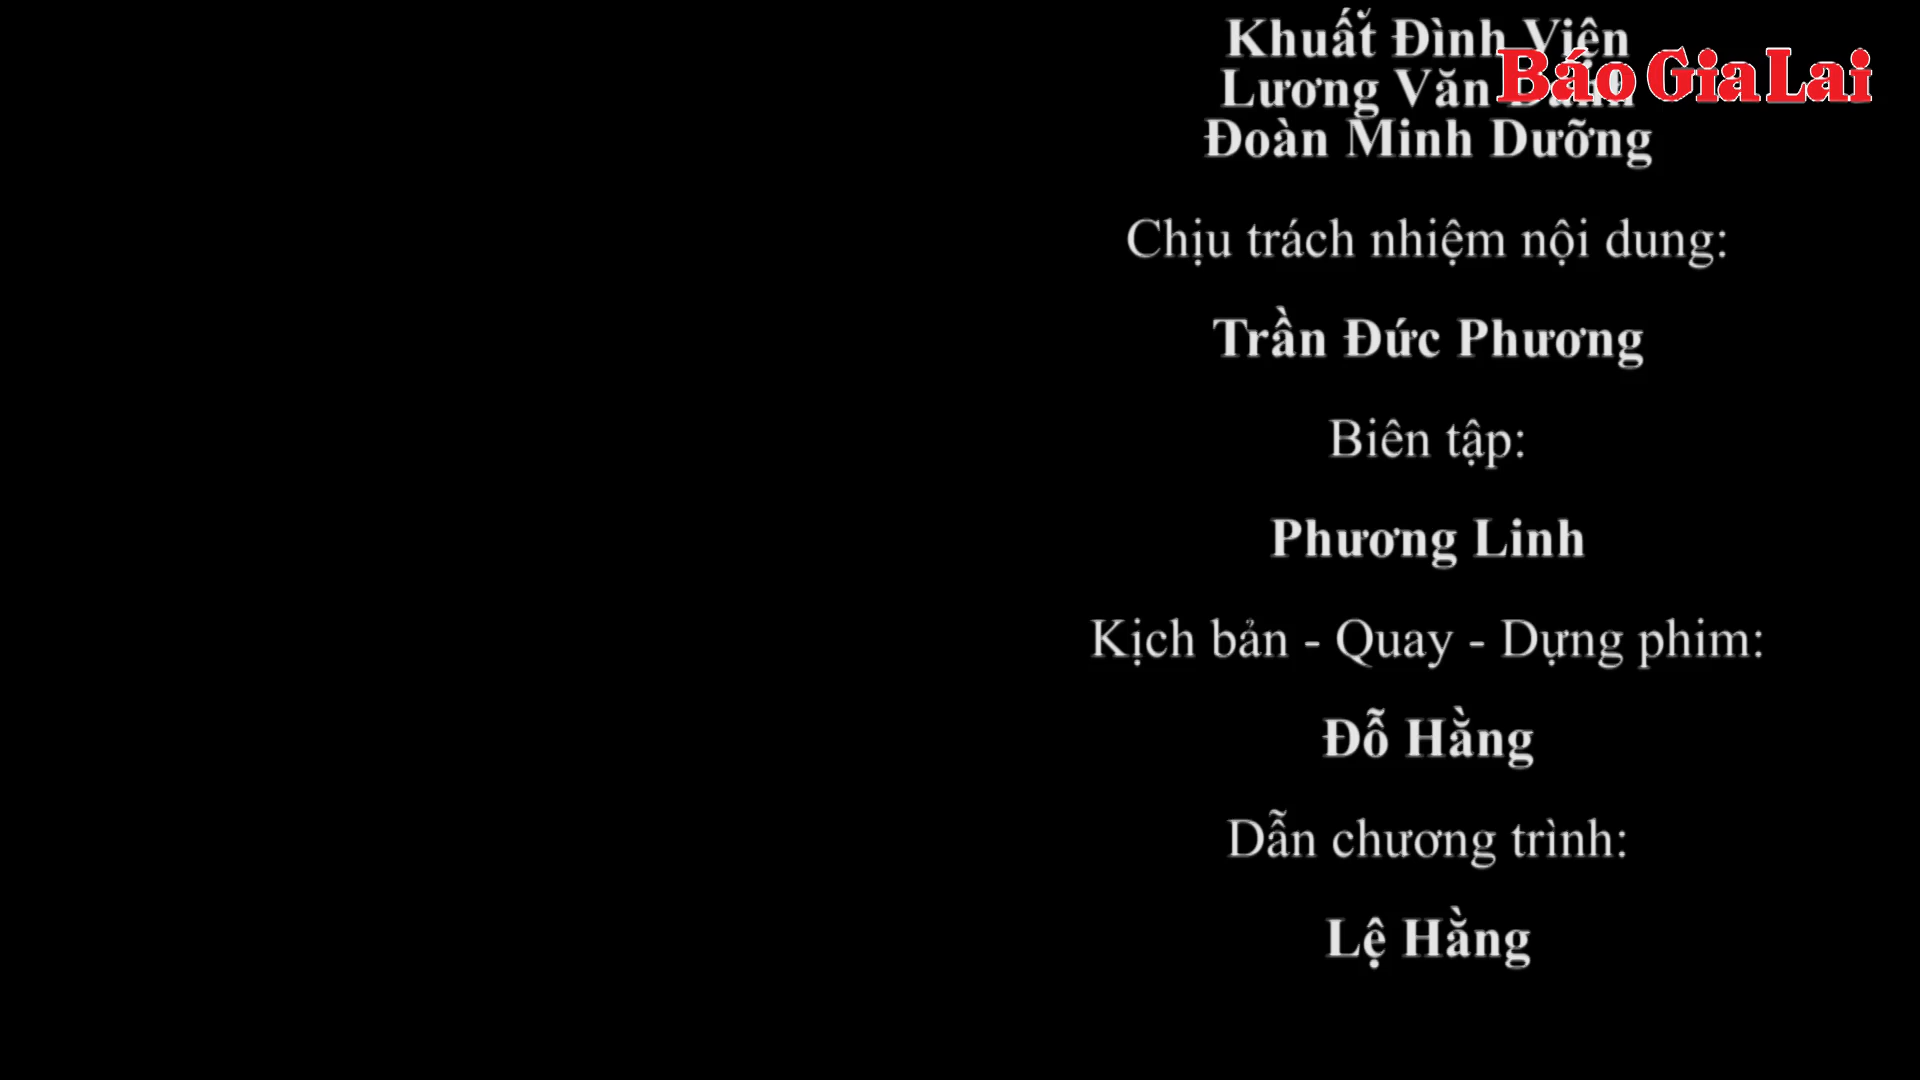 Khuất Đình Viện
Lương Văn
Báo Gia Lai
Đoàn Minh Dưỡng
Chịu trách nhiệm nội dung:
Trần Đức Phương
Biên tập:
Phương Linh
Kịch bản - Quay - Dựng phim:
Đỗ Hằng
Dẫn chương trình:
Lệ Hằng